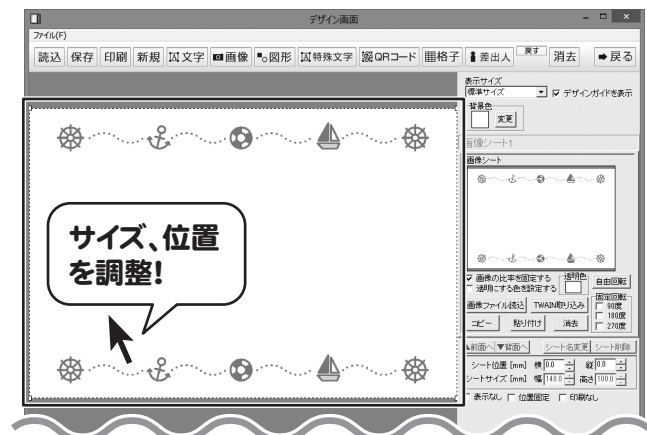 デザイン画面
ファイル(F)
読込 保存 印刷 新規 文字 画像 図形 特殊文字 QRコード 格子 差出人 戻す 消去 戻る
表示サイズ
標準サイズ デザインガイドを表示
背景色
変更
画像シート1
画像シート
サイズ、位置
を調整!
画像の比率を固定する 透明色 自由回転
透明にする色を設定する
画像ファイル読込 TWAIN取り込み 固定回転
90度
180度
270度
コピー 貼り付け 消去
▲前面へ ▼背面へ シート名変更 シート削除
シート位置 [mm] 横 0.0 縦 0.0
シートサイズ [mm] 幅 148.0 高さ 100.0
表示なし 位置固定 印刷なし